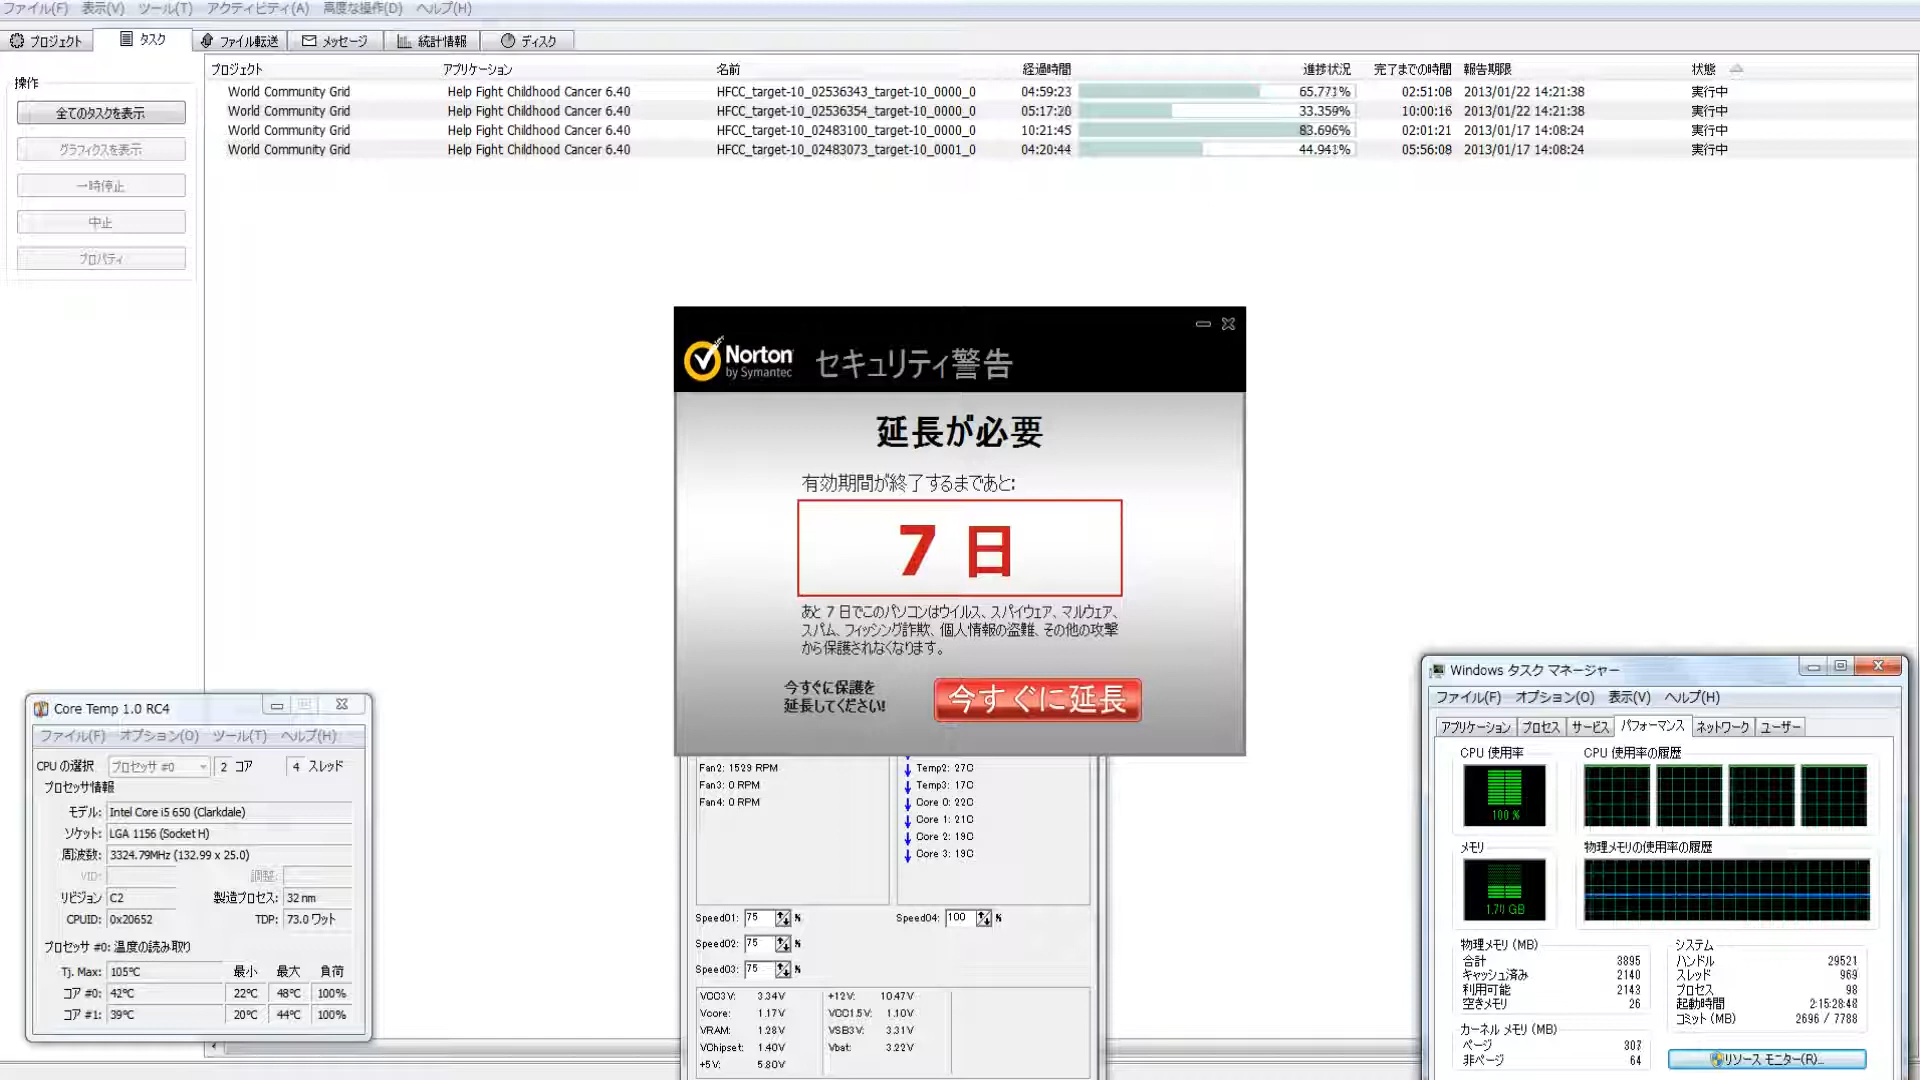 ファイル(F) 表示(V) ツール(T) アクティビティ(A) 高度な操作(D) ヘルプ(H)
プロジェクト タスク ファイル転送 メッセージ 統計情報 ディスク
操作
全てのタスクを表示
グラフィクスを表示
一時停止
中止
プロパティ
プロジェクト アプリケーション 名前 経過時間 進捗状況 完了までの時間 報告期限 状態
World Community Grid Help Fight Childhood Cancer 6.40 HFCC_target-10_02536343_target-10_0000_0 04:59:23 65.771% 02:51:08 2013/01/22 14:21:38 実行中
World Community Grid Help Fight Childhood Cancer 6.40 HFCC_target-10_02536354_target-10_0000_0 05:17:20 33.359% 10:00:16 2013/01/22 14:21:38 実行中
World Community Grid Help Fight Childhood Cancer 6.40 HFCC_target-10_02483100_target-10_0000_0 10:21:45 83.696% 02:01:21 2013/01/17 14:08:24 実行中
World Community Grid Help Fight Childhood Cancer 6.40 HFCC_target-10_02483073_target-10_0001_0 04:20:44 44.941% 05:56:08 2013/01/17 14:08:24 実行中
Norton by Symantec セキュリティ警告
延長が必要
有効期間が終了するまであと:
7 日
あと 7 日でこのパソコンはウイルス、スパイウェア、マルウェア、
スパム、フィッシング詐欺、個人情報の盗難、その他の攻撃
から保護されなくなります。
今すぐに保護を
延長してください!
今すぐに延長
Core Temp 1.0 RC4
ファイル(F) オプション(O) ツール(T) ヘルプ(H)
CPU の選択 プロセッサ #0 2 コア 4 スレッド
プロセッサ情報
モデル: Intel Core i5 650 (Clarkdale)
ソケット: LGA 1156 (Socket H)
周波数: 3324.79MHz (132.99 x 25.0)
VID: 調整:
リビジョン C2 製造プロセス: 32 nm
CPUID: 0x20652 TDP: 73.0 ワット
プロセッサ #0: 温度の読み取り
Tj. Max: 105℃ 最小 最大 負荷
コア #0: 42℃ 22℃ 48℃ 100%
コア #1: 39℃ 20℃ 44℃ 100%
Fan2: 1529 RPM
Fan3: 0 RPM
Fan4: 0 RPM
Temp2: 27C
Temp3: 17C
Core 0: 22C
Core 1: 21C
Core 2: 19C
Core 3: 19C
Speed01: 75 % Speed04: 100 %
Speed02: 75 %
Speed03: 75 %
VCC3V: 3.34V +12V: 10.47V
Vcore: 1.17V VCC1.5V: 1.10V
VRAM: 1.28V VSB3V: 3.31V
VChipset: 1.40V Vbat: 3.22V
+5V: 5.80V
Windows タスク マネージャー
ファイル(F) オプション(O) 表示(V) ヘルプ(H)
アプリケーション プロセス サービス パフォーマンス ネットワーク ユーザー
CPU 使用率 CPU 使用率の履歴
100 %
メモリ 物理メモリの使用率の履歴
1.70 GB
物理メモリ (MB)
合計 3895
キャッシュ済み 2140
利用可能 2143
空きメモリ 26
カーネル メモリ (MB)
ページ 307
非ページ 64
システム
ハンドル 29521
スレッド 969
プロセス 98
起動時間 2:15:28:48
コミット (MB) 2696 / 7788
リソース モニター(R)...